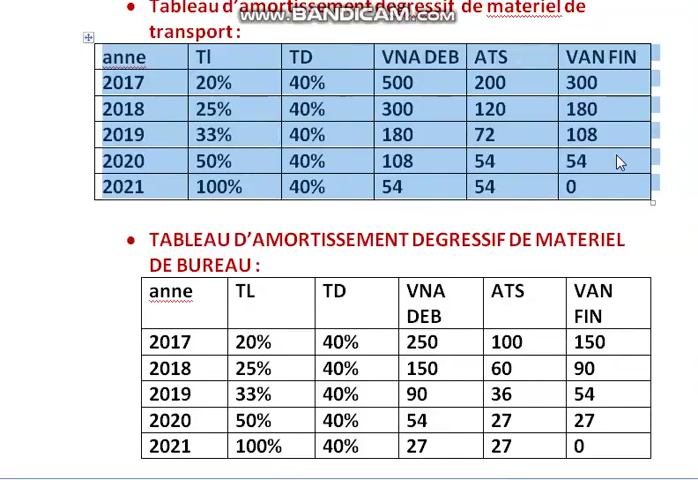 Tableau d'amortissement degressif de materiel de
WWW.BANDICAM.COM
transport :
anne TI TD VNA DEB ATS VAN FIN
2017 20% 40% 500 200 300
2018 25% 40% 300 120 180
2019 33% 40% 180 72 108
2020 50% 40% 108 54 54
2021 100% 40% 54 54 0
• TABLEAU D'AMORTISSEMENT DEGRESSIF DE MATERIEL
DE BUREAU :
anne TL TD VNA ATS VAN
DEB FIN
2017 20% 40% 250 100 150
2018 25% 40% 150 60 90
2019 33% 40% 90 36 54
2020 50% 40% 54 27 27
2021 100% 40% 27 27 0